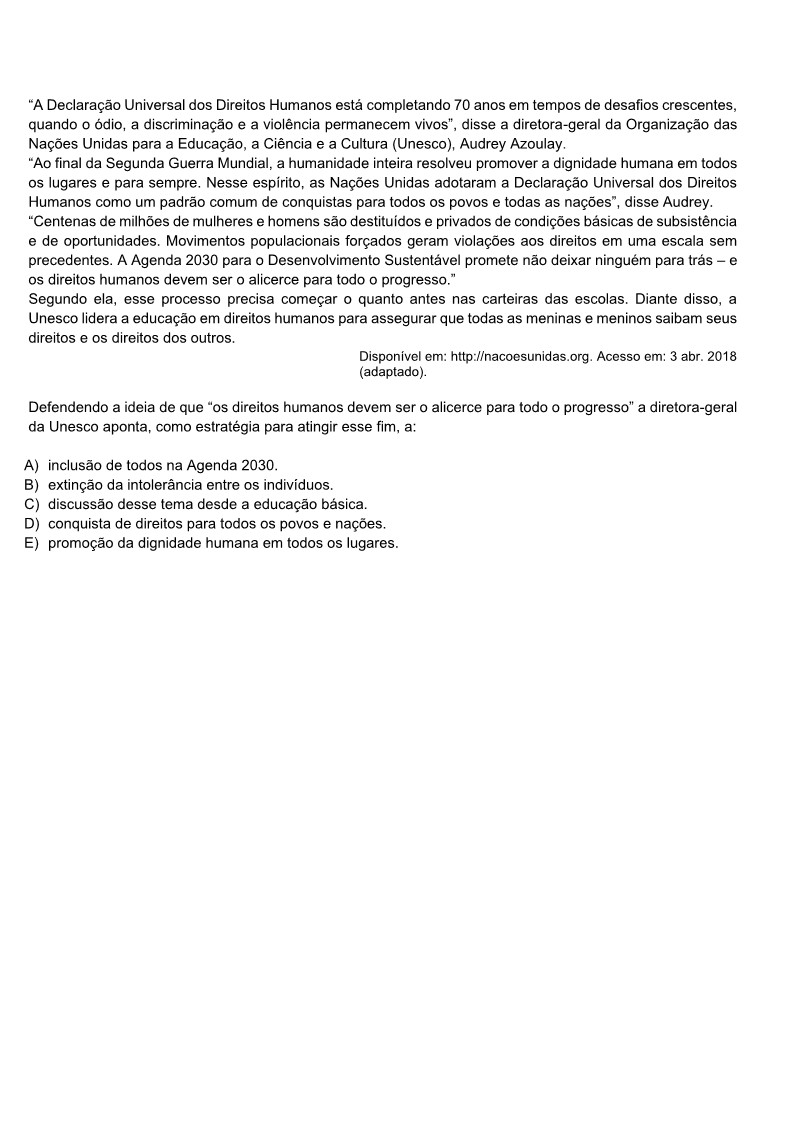 “A Declaração Universal dos Direitos Humanos está completando 70 anos em tempos de desafios crescentes,
quando o ódio, a discriminação e a violência permanecem vivos”, disse a diretora-geral da Organização das
Nações Unidas para a Educação, a Ciência e a Cultura (Unesco), Audrey Azoulay.
“Ao final da Segunda Guerra Mundial, a humanidade inteira resolveu promover a dignidade humana em todos
os lugares e para sempre. Nesse espírito, as Nações Unidas adotaram a Declaração Universal dos Direitos
Humanos como um padrão comum de conquistas para todos os povos e todas as nações”, disse Audrey.
“Centenas de milhões de mulheres e homens são destituídos e privados de condições básicas de subsistência
e de oportunidades. Movimentos populacionais forçados geram violações aos direitos em uma escala sem
precedentes. A Agenda 2030 para o Desenvolvimento Sustentável promete não deixar ninguém para trás – e
os direitos humanos devem ser o alicerce para todo o progresso.”
Segundo ela, esse processo precisa começar o quanto antes nas carteiras das escolas. Diante disso, a
Unesco lidera a educação em direitos humanos para assegurar que todas as meninas e meninos saibam seus
direitos e os direitos dos outros.
Disponível em: http://nacoesunidas.org. Acesso em: 3 abr. 2018
(adaptado).
Defendendo a ideia de que “os direitos humanos devem ser o alicerce para todo o progresso” a diretora-geral
da Unesco aponta, como estratégia para atingir esse fim, a:
A) inclusão de todos na Agenda 2030.
B) extinção da intolerância entre os indivíduos.
C) discussão desse tema desde a educação básica.
D) conquista de direitos para todos os povos e nações.
E) promoção da dignidade humana em todos os lugares.